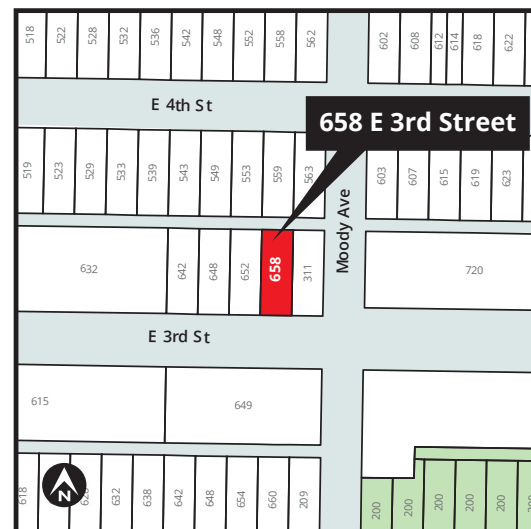 518 522 528 532 536 542 548 552 558 562 602 608 612 614 618 622
E 4th St
658 E 3rd Street
519 523 529 533 539 543 549 553 559 563 603 607 615 619 623
Moody Ave
632 642 648 652 658 311 720
E 3rd St
615 649
618 632 638 642 648 654 660 209
N
200 200 200 200 200